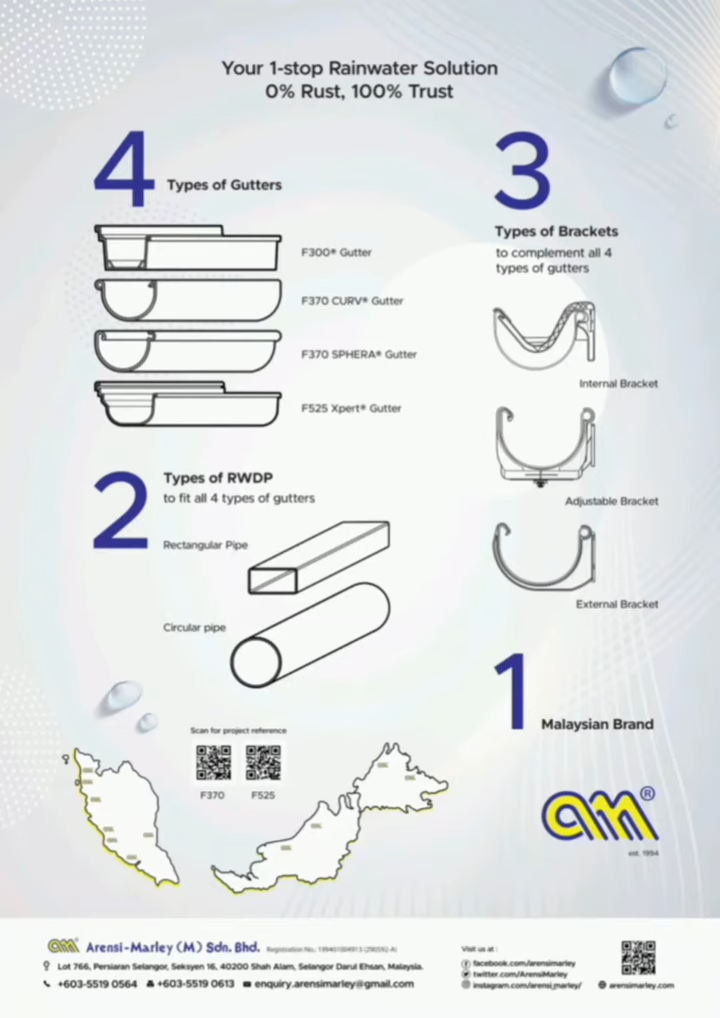 Your 1-stop Rainwater Solution
0% Rust, 100% Trust
4 Types of Gutters
F300® Gutter
F370 CURV® Gutter
F370 SPHERA® Gutter
F525 Xpert® Gutter
3
Types of Brackets
to complement all 4
types of gutters
Internal Bracket
Adjustable Bracket
External Bracket
2 Types of RWDP
to fit all 4 types of gutters
Rectangular Pipe
Circular pipe
1 Malaysian Brand
am®
est. 1994
Scan for project reference
F370 F525
am Arensi-Marley (M) Sdn. Bhd. Registration No.:
Lot 766, Persiaran Selangor, Seksyen 16, 40200 Shah Alam, Selangor Darul Ehsan, Malaysia.
+603-5519 0564 +603-5519 0613 enquiry.arensimarley@gmail.com
Visit us at :
facebook.com/arensimarley
twitter.com/ArensiMarley
instagram.com/arensi_marley/ arensimarley.com